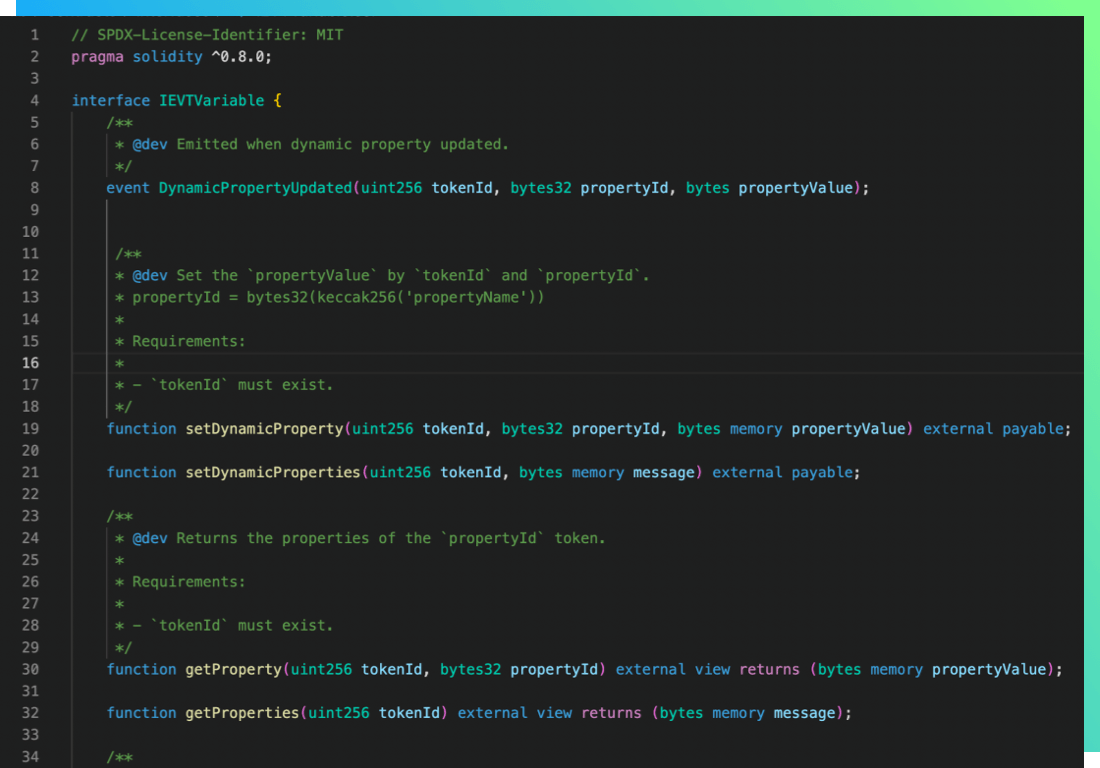 1 // SPDX-License-Identifier: MIT
2 pragma solidity ^0.8.0;
3
4 interface IEVTVariable {
5 /**
6 * @dev Emitted when dynamic property updated.
7 */
8 event DynamicPropertyUpdated(uint256 tokenId, bytes32 propertyId, bytes propertyValue);
9
10
11 /**
12 * @dev Set the `propertyValue` by `tokenId` and `propertyId`.
13 * propertyId = bytes32(keccak256('propertyName'))
14 *
15 * Requirements:
16 *
17 * – `tokenId` must exist.
18 */
19 function setDynamicProperty(uint256 tokenId, bytes32 propertyId, bytes memory propertyValue) external payable;
20
21 function setDynamicProperties(uint256 tokenId, bytes memory message) external payable;
22
23 /**
24 * @dev Returns the properties of the `propertyId` token.
25 *
26 * Requirements:
27 *
28 * – `tokenId` must exist.
29 */
30 function getProperty(uint256 tokenId, bytes32 propertyId) external view returns (bytes memory propertyValue);
31
32 function getProperties(uint256 tokenId) external view returns (bytes memory message);
33
34 /**